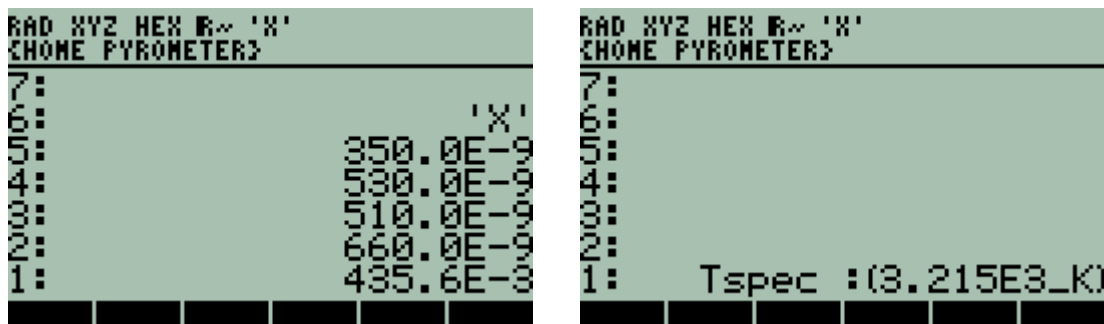 RAD XYZ HEX R~ 'X'
{HOME PYROMETER}
7:
6: 'X'
5: 350.0E-9
4: 530.0E-9
3: 510.0E-9
2: 660.0E-9
1: 435.6E-3
RAD XYZ HEX R~ 'X'
{HOME PYROMETER}
7:
6:
5:
4:
3:
2:
1: Tspec :(3.215E3_K)